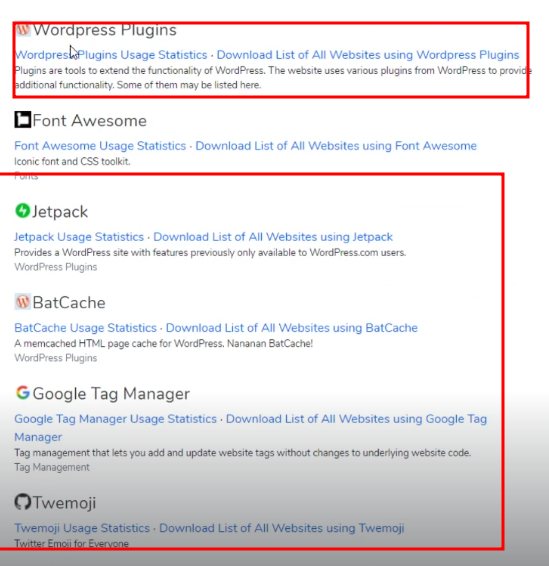 Wordpress Plugins
Wordpress Plugins Usage Statistics · Download List of All Websites using Wordpress Plugins
Plugins are tools to extend the functionality of WordPress. The website uses various plugins from WordPress to provide
additional functionality. Some of them may be listed here.
Font Awesome
Font Awesome Usage Statistics · Download List of All Websites using Font Awesome
Iconic font and CSS toolkit.
Fonts
Jetpack
Jetpack Usage Statistics · Download List of All Websites using Jetpack
Provides a WordPress site with features previously only available to WordPress.com users.
WordPress Plugins
BatCache
BatCache Usage Statistics · Download List of All Websites using BatCache
A memcached HTML page cache for WordPress. Nananan BatCache!
WordPress Plugins
Google Tag Manager
Google Tag Manager Usage Statistics · Download List of All Websites using Google Tag
Manager
Tag management that lets you add and update website tags without changes to underlying website code.
Tag Management
Twemoji
Twemoji Usage Statistics · Download List of All Websites using Twemoji
Twitter Emoji for Everyone